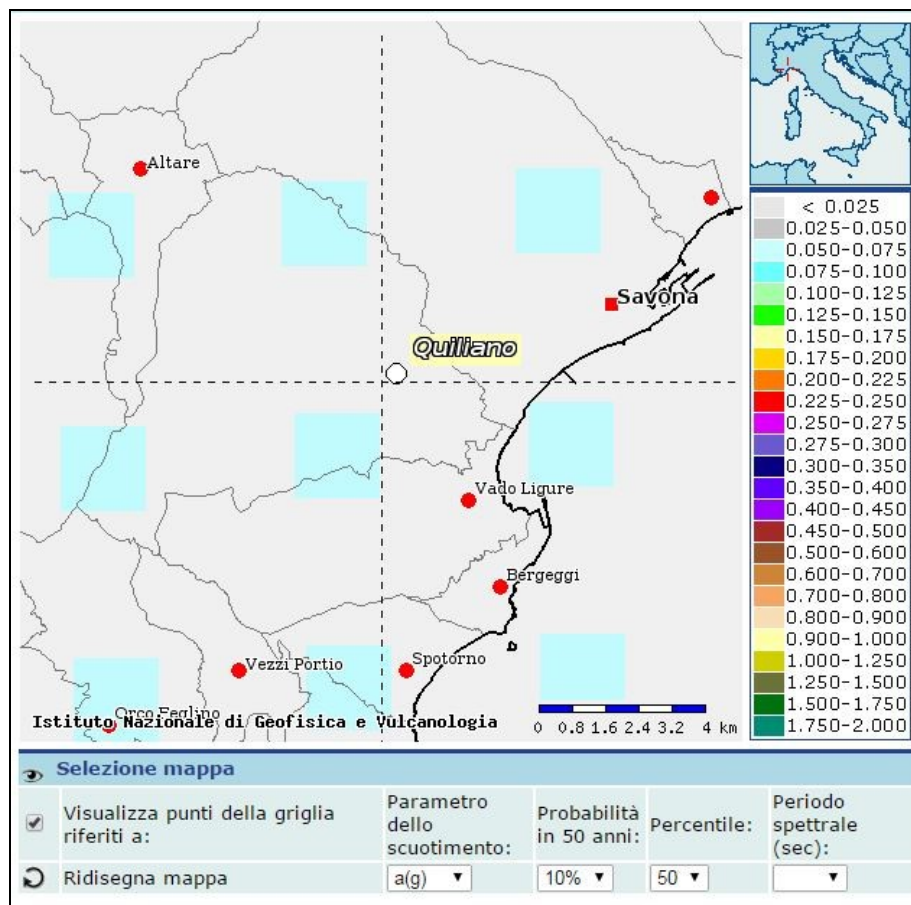 Altare
Savona
Quiliano
Vado Ligure
Bergeggi
Vezzi Portio
Spotorno
Orco Feglino
Istituto Nazionale di Geofisica e Vulcanologia
0 0.8 1.6 2.4 3.2 4 km
< 0.025
0.025-0.050
0.050-0.075
0.075-0.100
0.100-0.125
0.125-0.150
0.150-0.175
0.175-0.200
0.200-0.225
0.225-0.250
0.250-0.275
0.275-0.300
0.300-0.350
0.350-0.400
0.400-0.450
0.450-0.500
0.500-0.600
0.600-0.700
0.700-0.800
0.800-0.900
0.900-1.000
1.000-1.250
1.250-1.500
1.500-1.750
1.750-2.000
Selezione mappa
Visualizza punti della griglia
riferiti a:
Parametro
dello
scuotimento:
Probabilità
in 50 anni:
Percentile:
Periodo
spettrale
(sec):
Ridisegna mappa
a(g)
10%
50